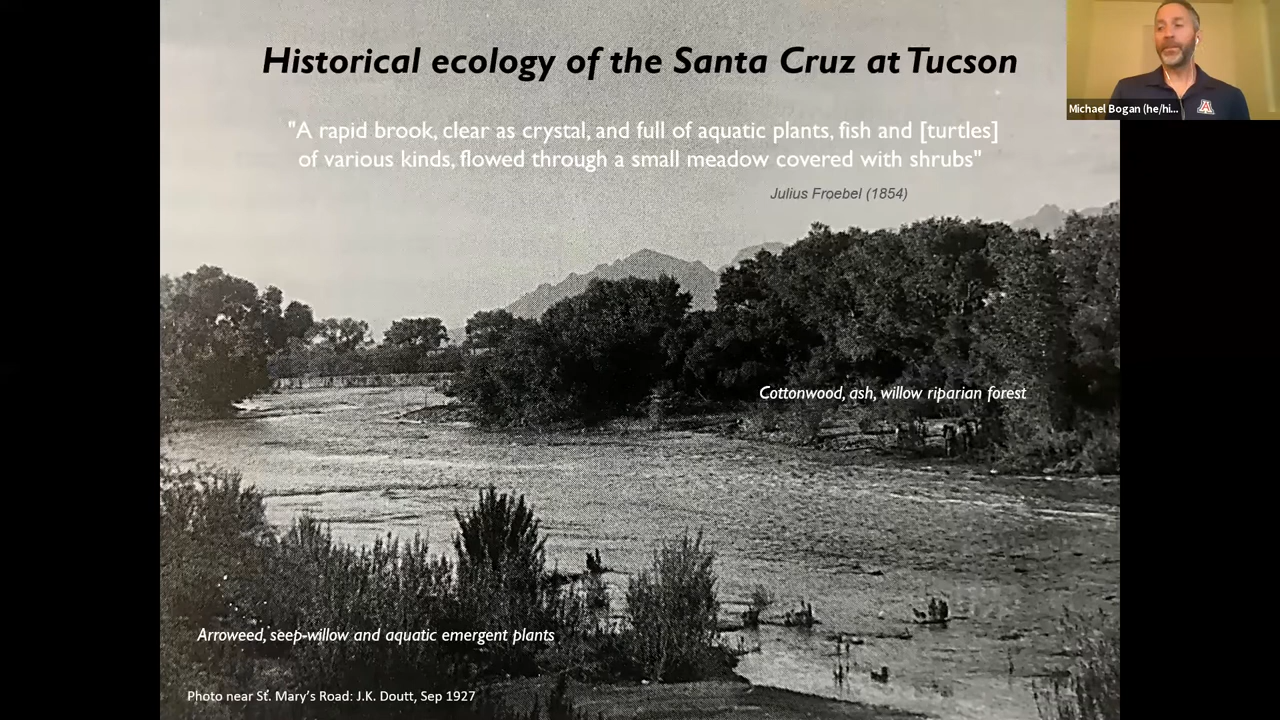 Historical ecology of the Santa Cruz at Tucson
"A rapid brook, clear as crystal, and full of aquatic plants, fish and [turtles]
of various kinds, flowed through a small meadow covered with shrubs"
Julius Froebel (1854)
Michael Bogan (he/hi...
Cottonwood, ash, willow riparian forest
Arroweed, seep-willow and aquatic emergent plants
Photo near St. Mary's Road: J.K. Doutt, Sep 1927